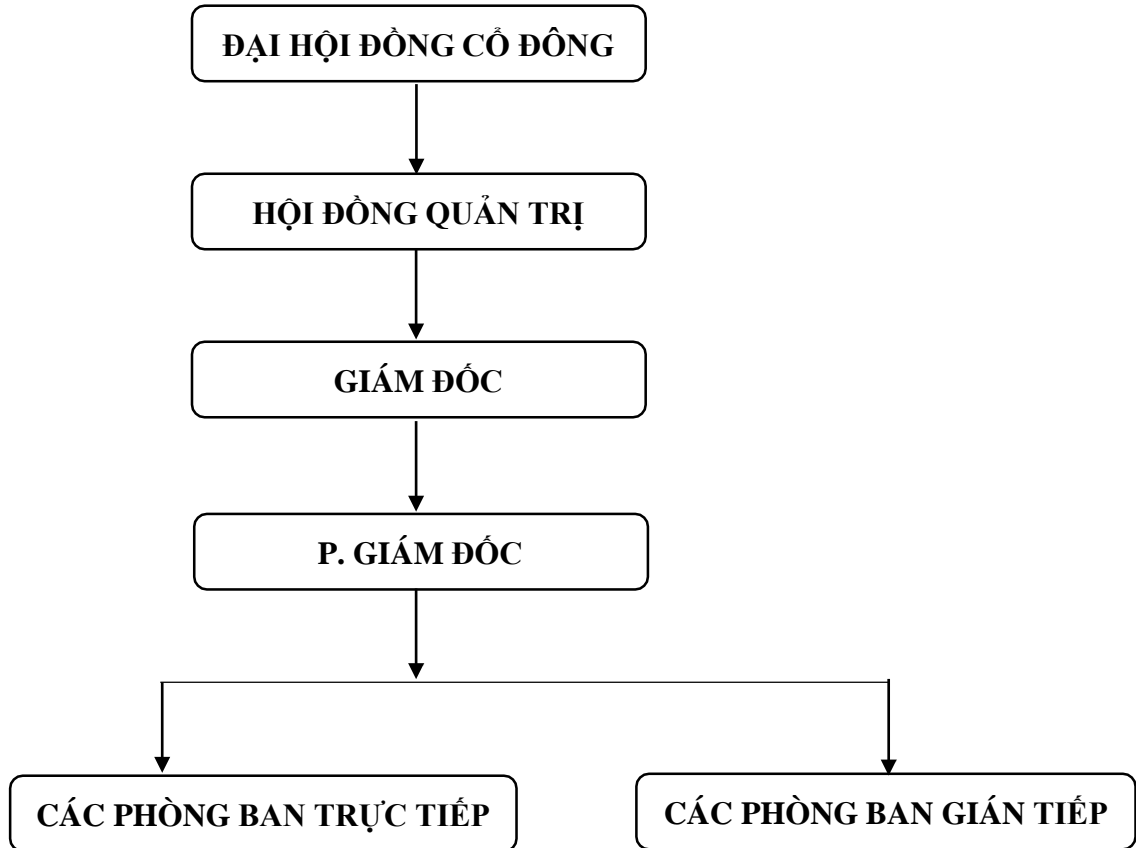 ĐẠI HỘI ĐỒNG CỔ ĐÔNG
HỘI ĐỒNG QUẢN TRỊ
GIÁM ĐỐC
P. GIÁM ĐỐC
CÁC PHÒNG BAN TRỰC TIẾP
CÁC PHÒNG BAN GIÁN TIẾP